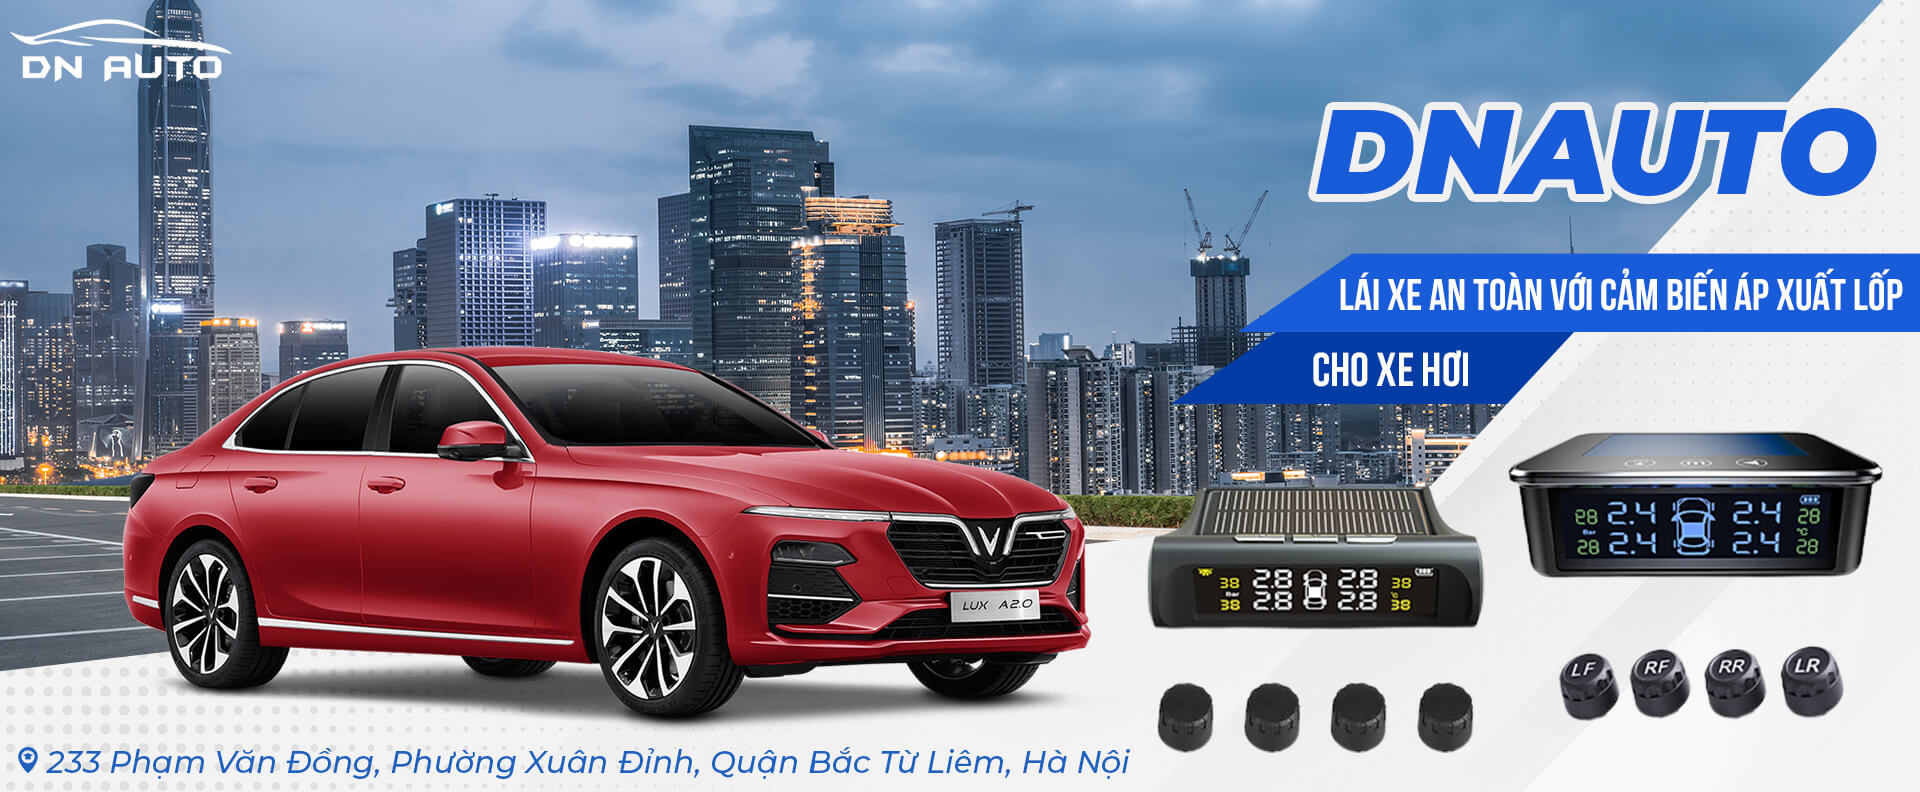 DN AUTO
DNAUTO
LÁI XE AN TOÀN VỚI CẢM BIẾN ÁP XUẤT LỐP
CHO XE HƠI
28 2.4 2.4 28
Bar °C
28 2.4 2.4 28
38 2.8 2.8 38
Bar °C
38 2.8 2.8 38
LUX A2.0
LF RF RR LR
233 Phạm Văn Đồng, Phường Xuân Đỉnh, Quận Bắc Từ Liêm, Hà Nội